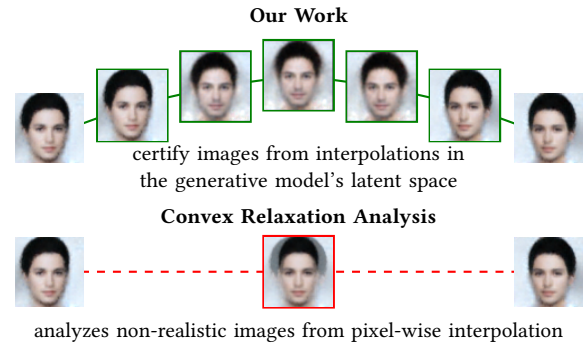 Our Work
certify images from interpolations in
the generative model's latent space
Convex Relaxation Analysis
analyzes non-realistic images from pixel-wise interpolation